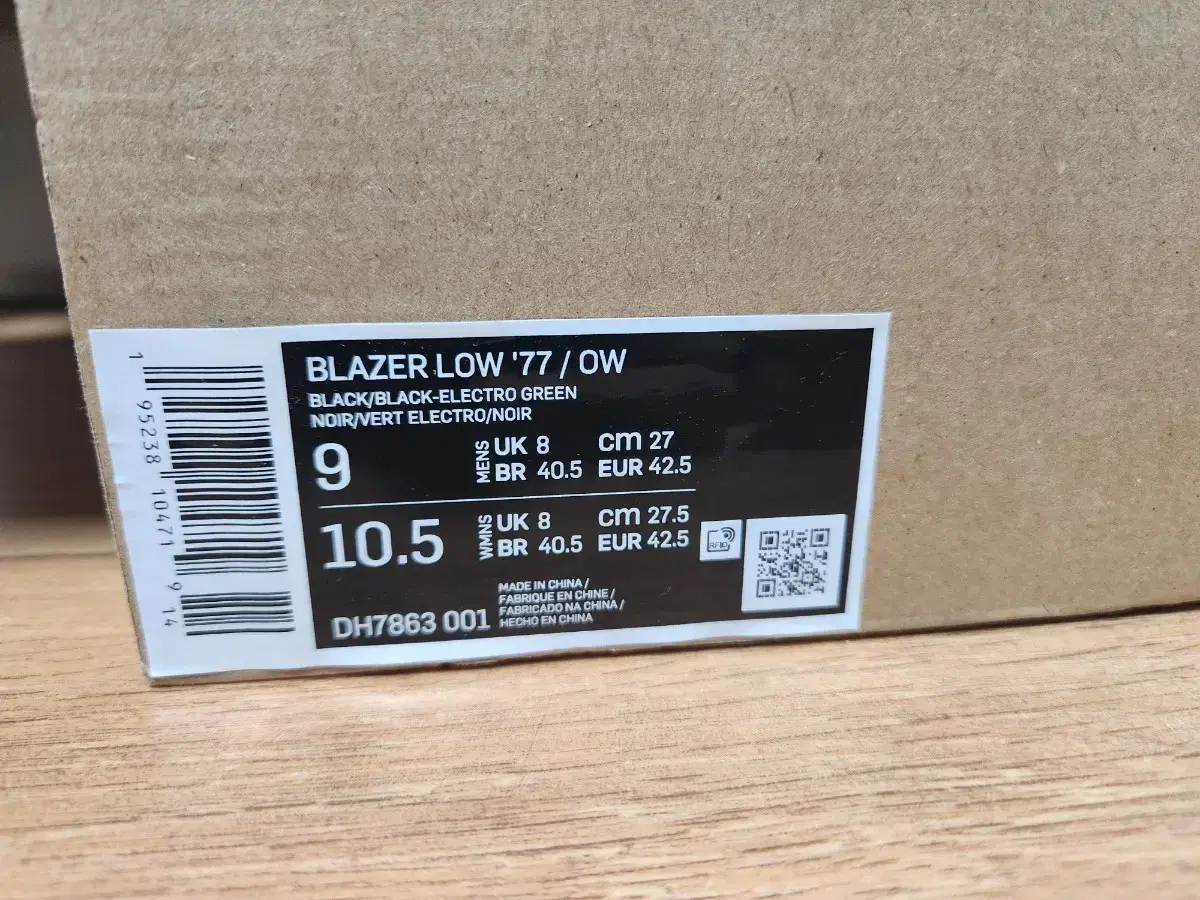 1 95238 10471 9 14
BLAZER LOW '77 / OW
BLACK/BLACK-ELECTRO GREEN
NOIR/VERT ELECTRO/NOIR
9 MENS UK 8 cm 27
BR 40.5 EUR 42.5
10.5 WMNS UK 8 cm 27.5
BR 40.5 EUR 42.5
RFID
DH7863 001
MADE IN CHINA /
FABRIQUE EN CHINE /
FABRICADO NA CHINA /
HECHO EN CHINA